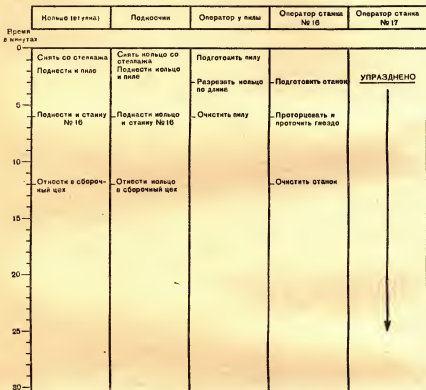 Кольцо (втулка) Подносчик Оператор у пилы Оператор станка Оператор станка
№ 16 № 17
Время
в минутах
0
Снять со стеллажа Снять кольцо со Подготовить пилу
стеллажа
Поднести к пиле Поднести кольцо УПРАЗДНЕНО
к пиле
Разрезать кольцо Подготовить станок
по длине
5
Поднести к станку Поднести кольцо Очистить пилу Проторцевать и
№ 16 к станку № 16 проточить гнездо
10
Отнести в сбороч- Отнести кольцо Очистить станок
ный цех в сборочный цех
15
20
25
30